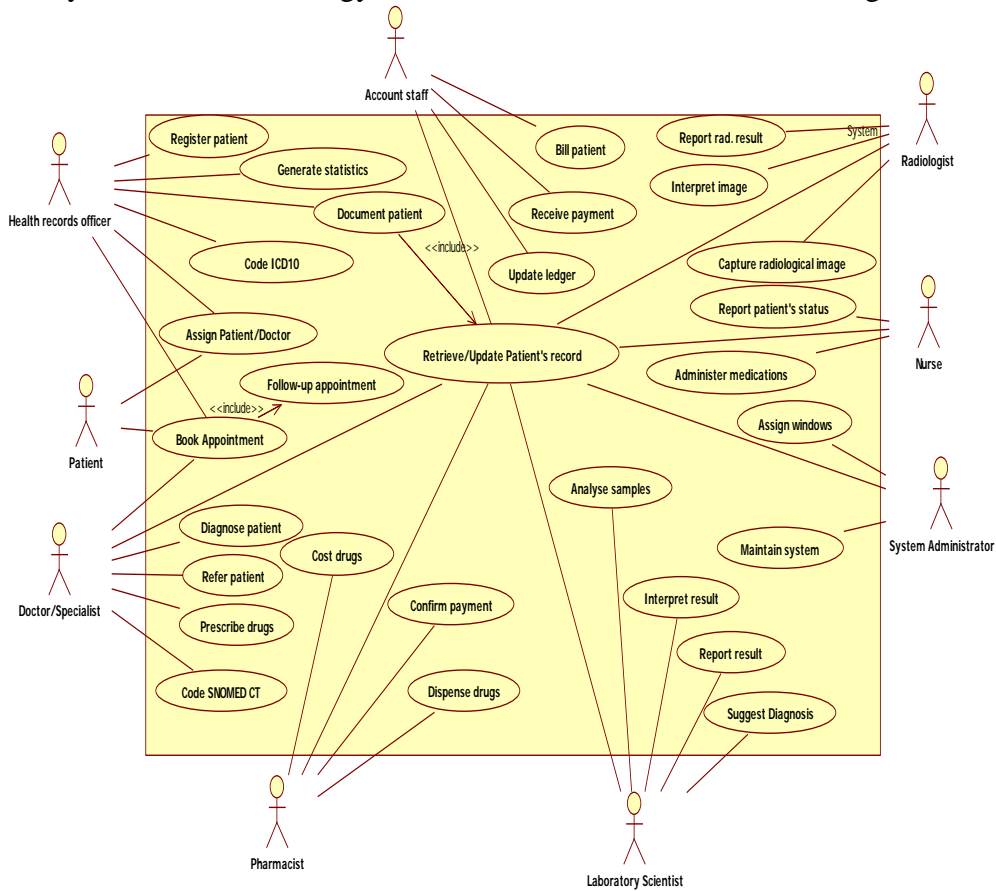 Account staff
System
Register patient
Report rad. result
Bill patient
Radiologist
Generate statistics
Interpret image
Health records officer
Document patient
Receive payment
<<include>>
Code ICD10
Update ledger
Capture radiological image
Report patient's status
Assign Patient/Doctor
Retrieve/Update Patient's record
Nurse
Follow-up appointment
Administer medications
<<include>>
Assign windows
Book Appointment
Patient
Analyse samples
Diagnose patient
System Administrator
Cost drugs
Maintain system
Refer patient
Interpret result
Doctor/Specialist
Confirm payment
Prescribe drugs
Report result
Code SNOMED CT
Dispense drugs
Suggest Diagnosis
Pharmacist
Laboratory Scientist